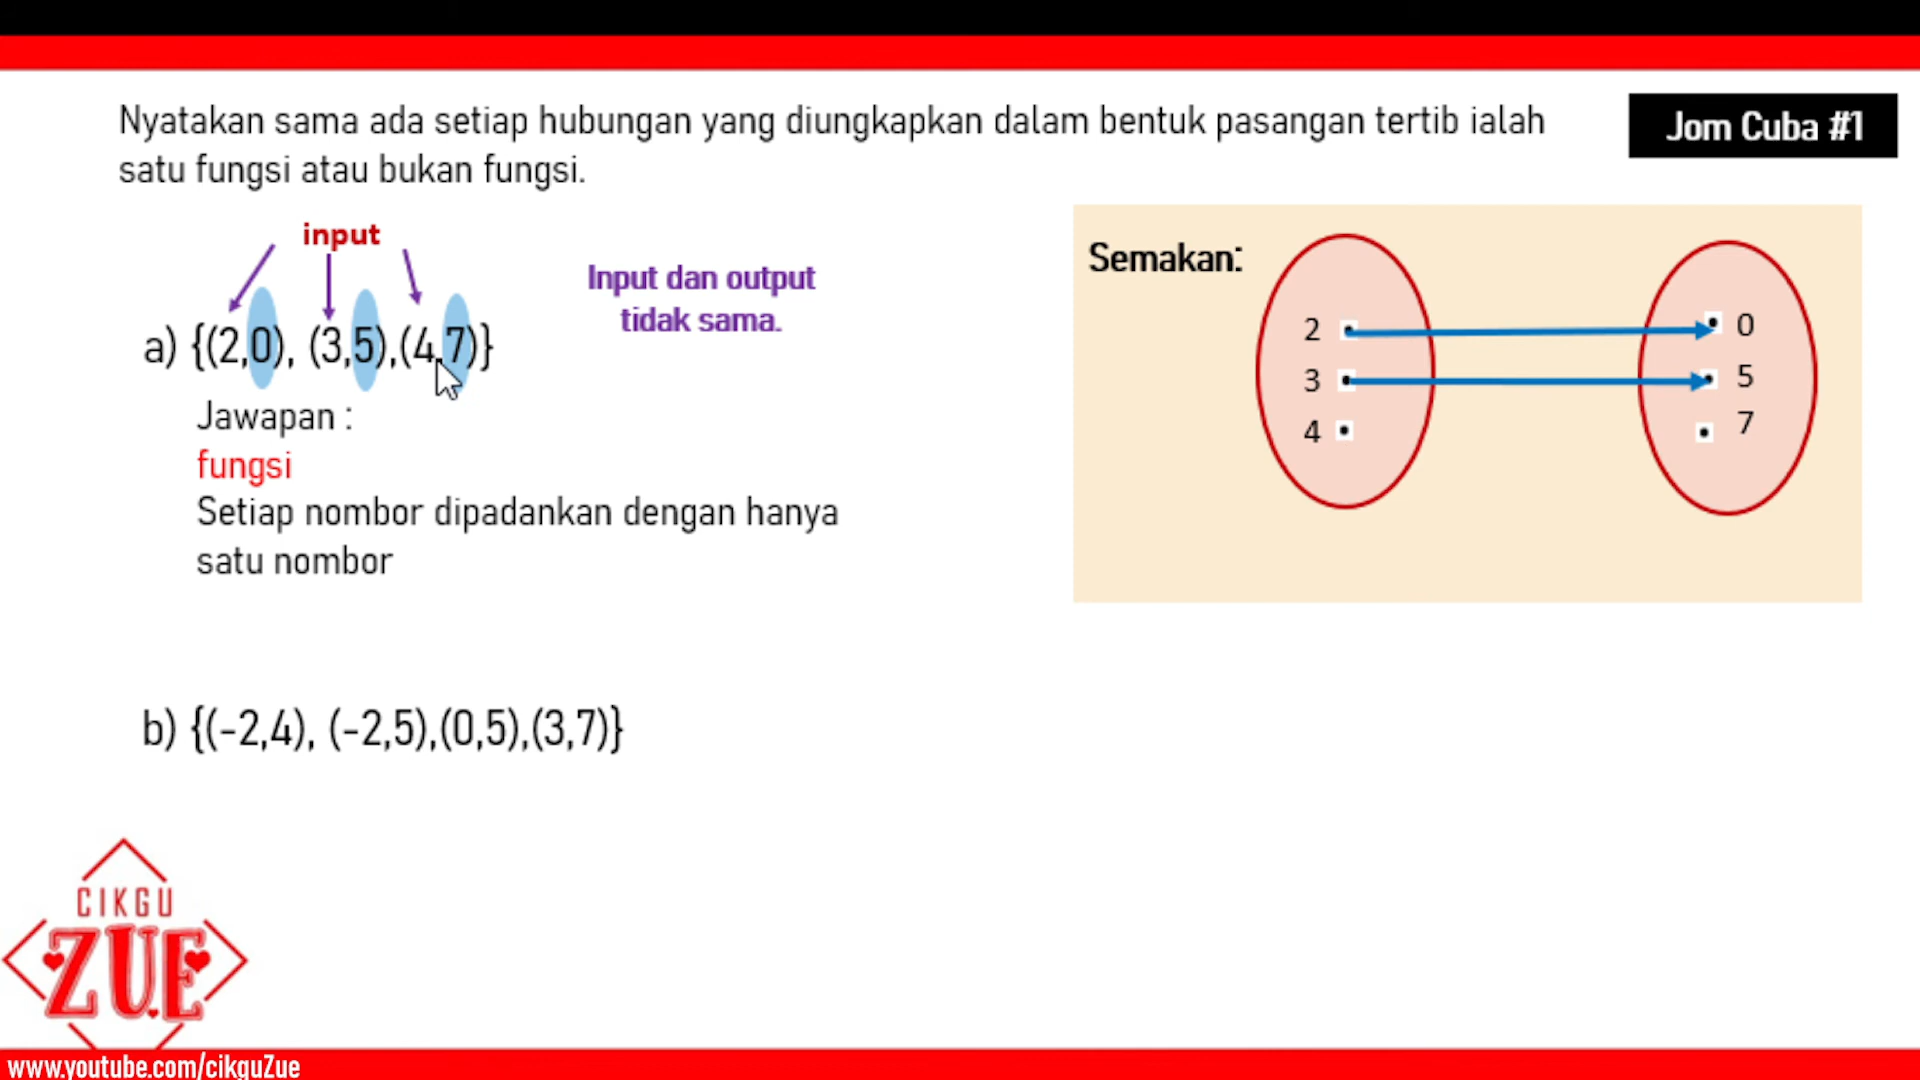 Jom Cuba #1
Nyatakan sama ada setiap hubungan yang diungkapkan dalam bentuk pasangan tertib ialah
satu fungsi atau bukan fungsi.
input
Input dan output
tidak sama.
a) {(2,0), (3,5),(4,7)}
Jawapan :
fungsi
Setiap nombor dipadankan dengan hanya
satu nombor
Semakan:
2
3
4
0
5
7
b) {(-2,4), (-2,5),(0,5),(3,7)}
CIKGU
ZUE
www.youtube.com/cikguZue